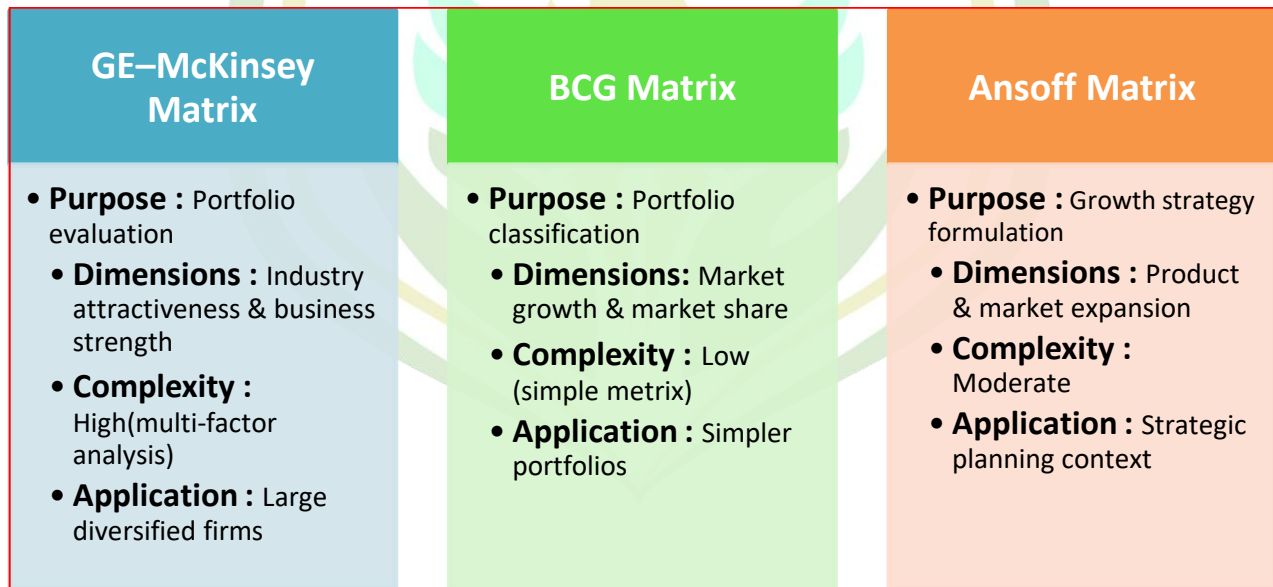 GE–McKinsey
Matrix
• Purpose : Portfolio
evaluation
• Dimensions : Industry
attractiveness & business
strength
• Complexity :
High(multi-factor
analysis)
• Application : Large
diversified firms
BCG Matrix
• Purpose : Portfolio
classification
• Dimensions: Market
growth & market share
• Complexity : Low
(simple metrix)
• Application : Simpler
portfolios
Ansoff Matrix
• Purpose : Growth strategy
formulation
• Dimensions : Product
& market expansion
• Complexity :
Moderate
• Application : Strategic
planning context